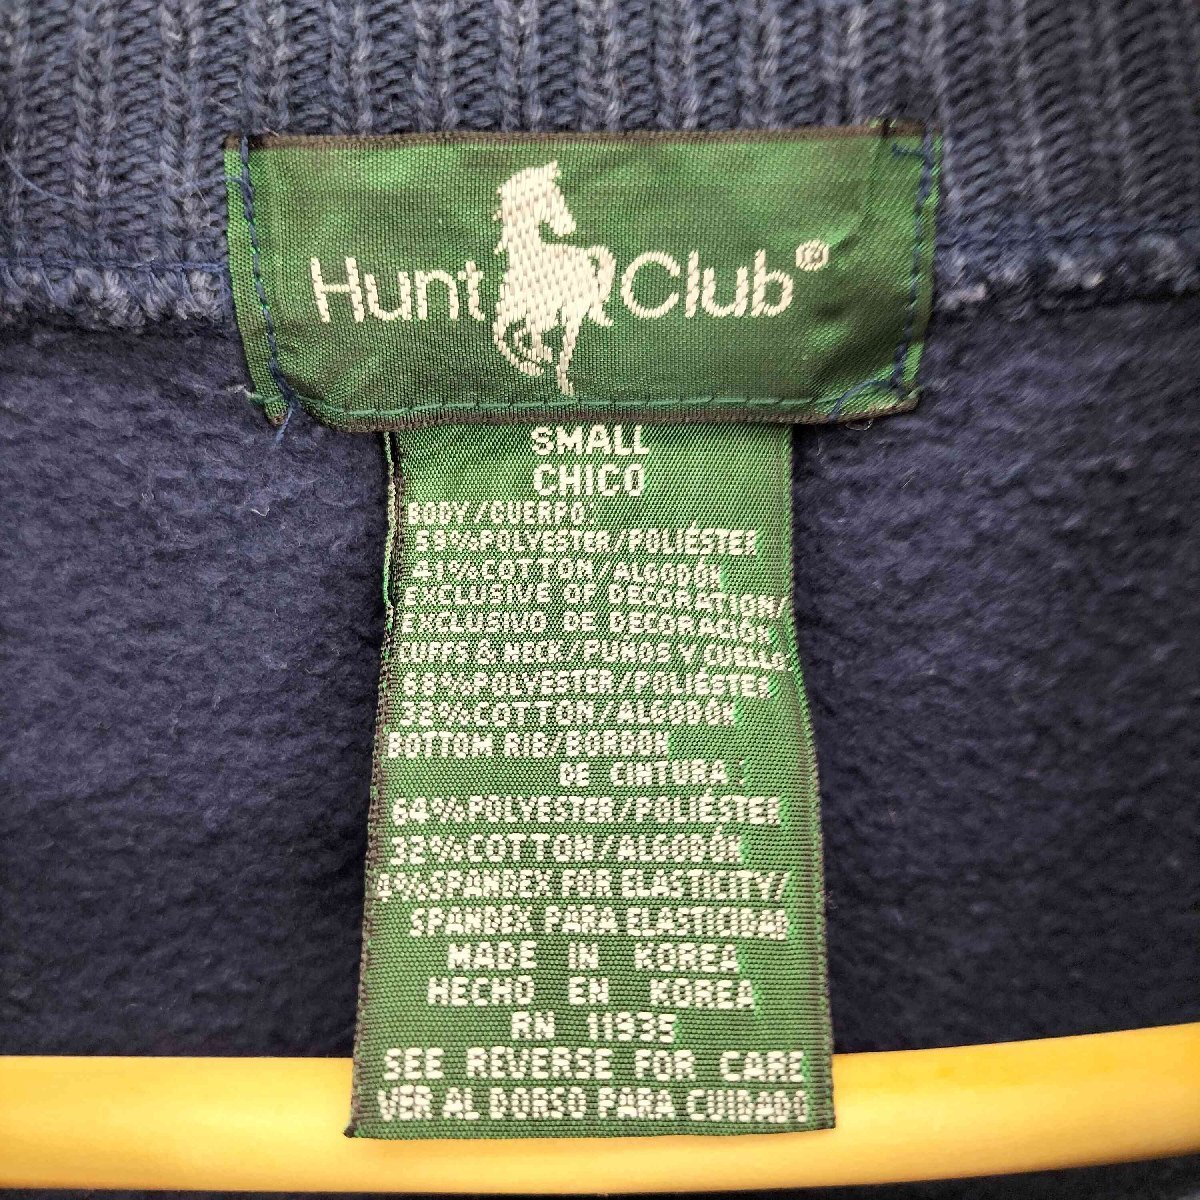 Hunt Club®
SMALL
CHICO
BODY/CUERPO:
59%POLYESTER/POLIÉSTER
41%COTTON/ALGODÓN
EXCLUSIVE OF DECORATION/
EXCLUSIVO DE DECORACIÓN
CUFFS & NECK/PUNOS Y CUELLO
68%POLYESTER/POLIÉSTER
32%COTTON/ALGODÓN
BOTTOM RIB/BORDÓN
DE CINTURA:
64%POLYESTER/POLIÉSTER
32%COTTON/ALGODÓN
4%SPANDEX FOR ELASTICITY/
SPANDEX PARA ELASTICIDAD
MADE IN KOREA
HECHO EN KOREA
RN 11935
SEE REVERSE FOR CARE
VER AL DORSO PARA CUIDADO